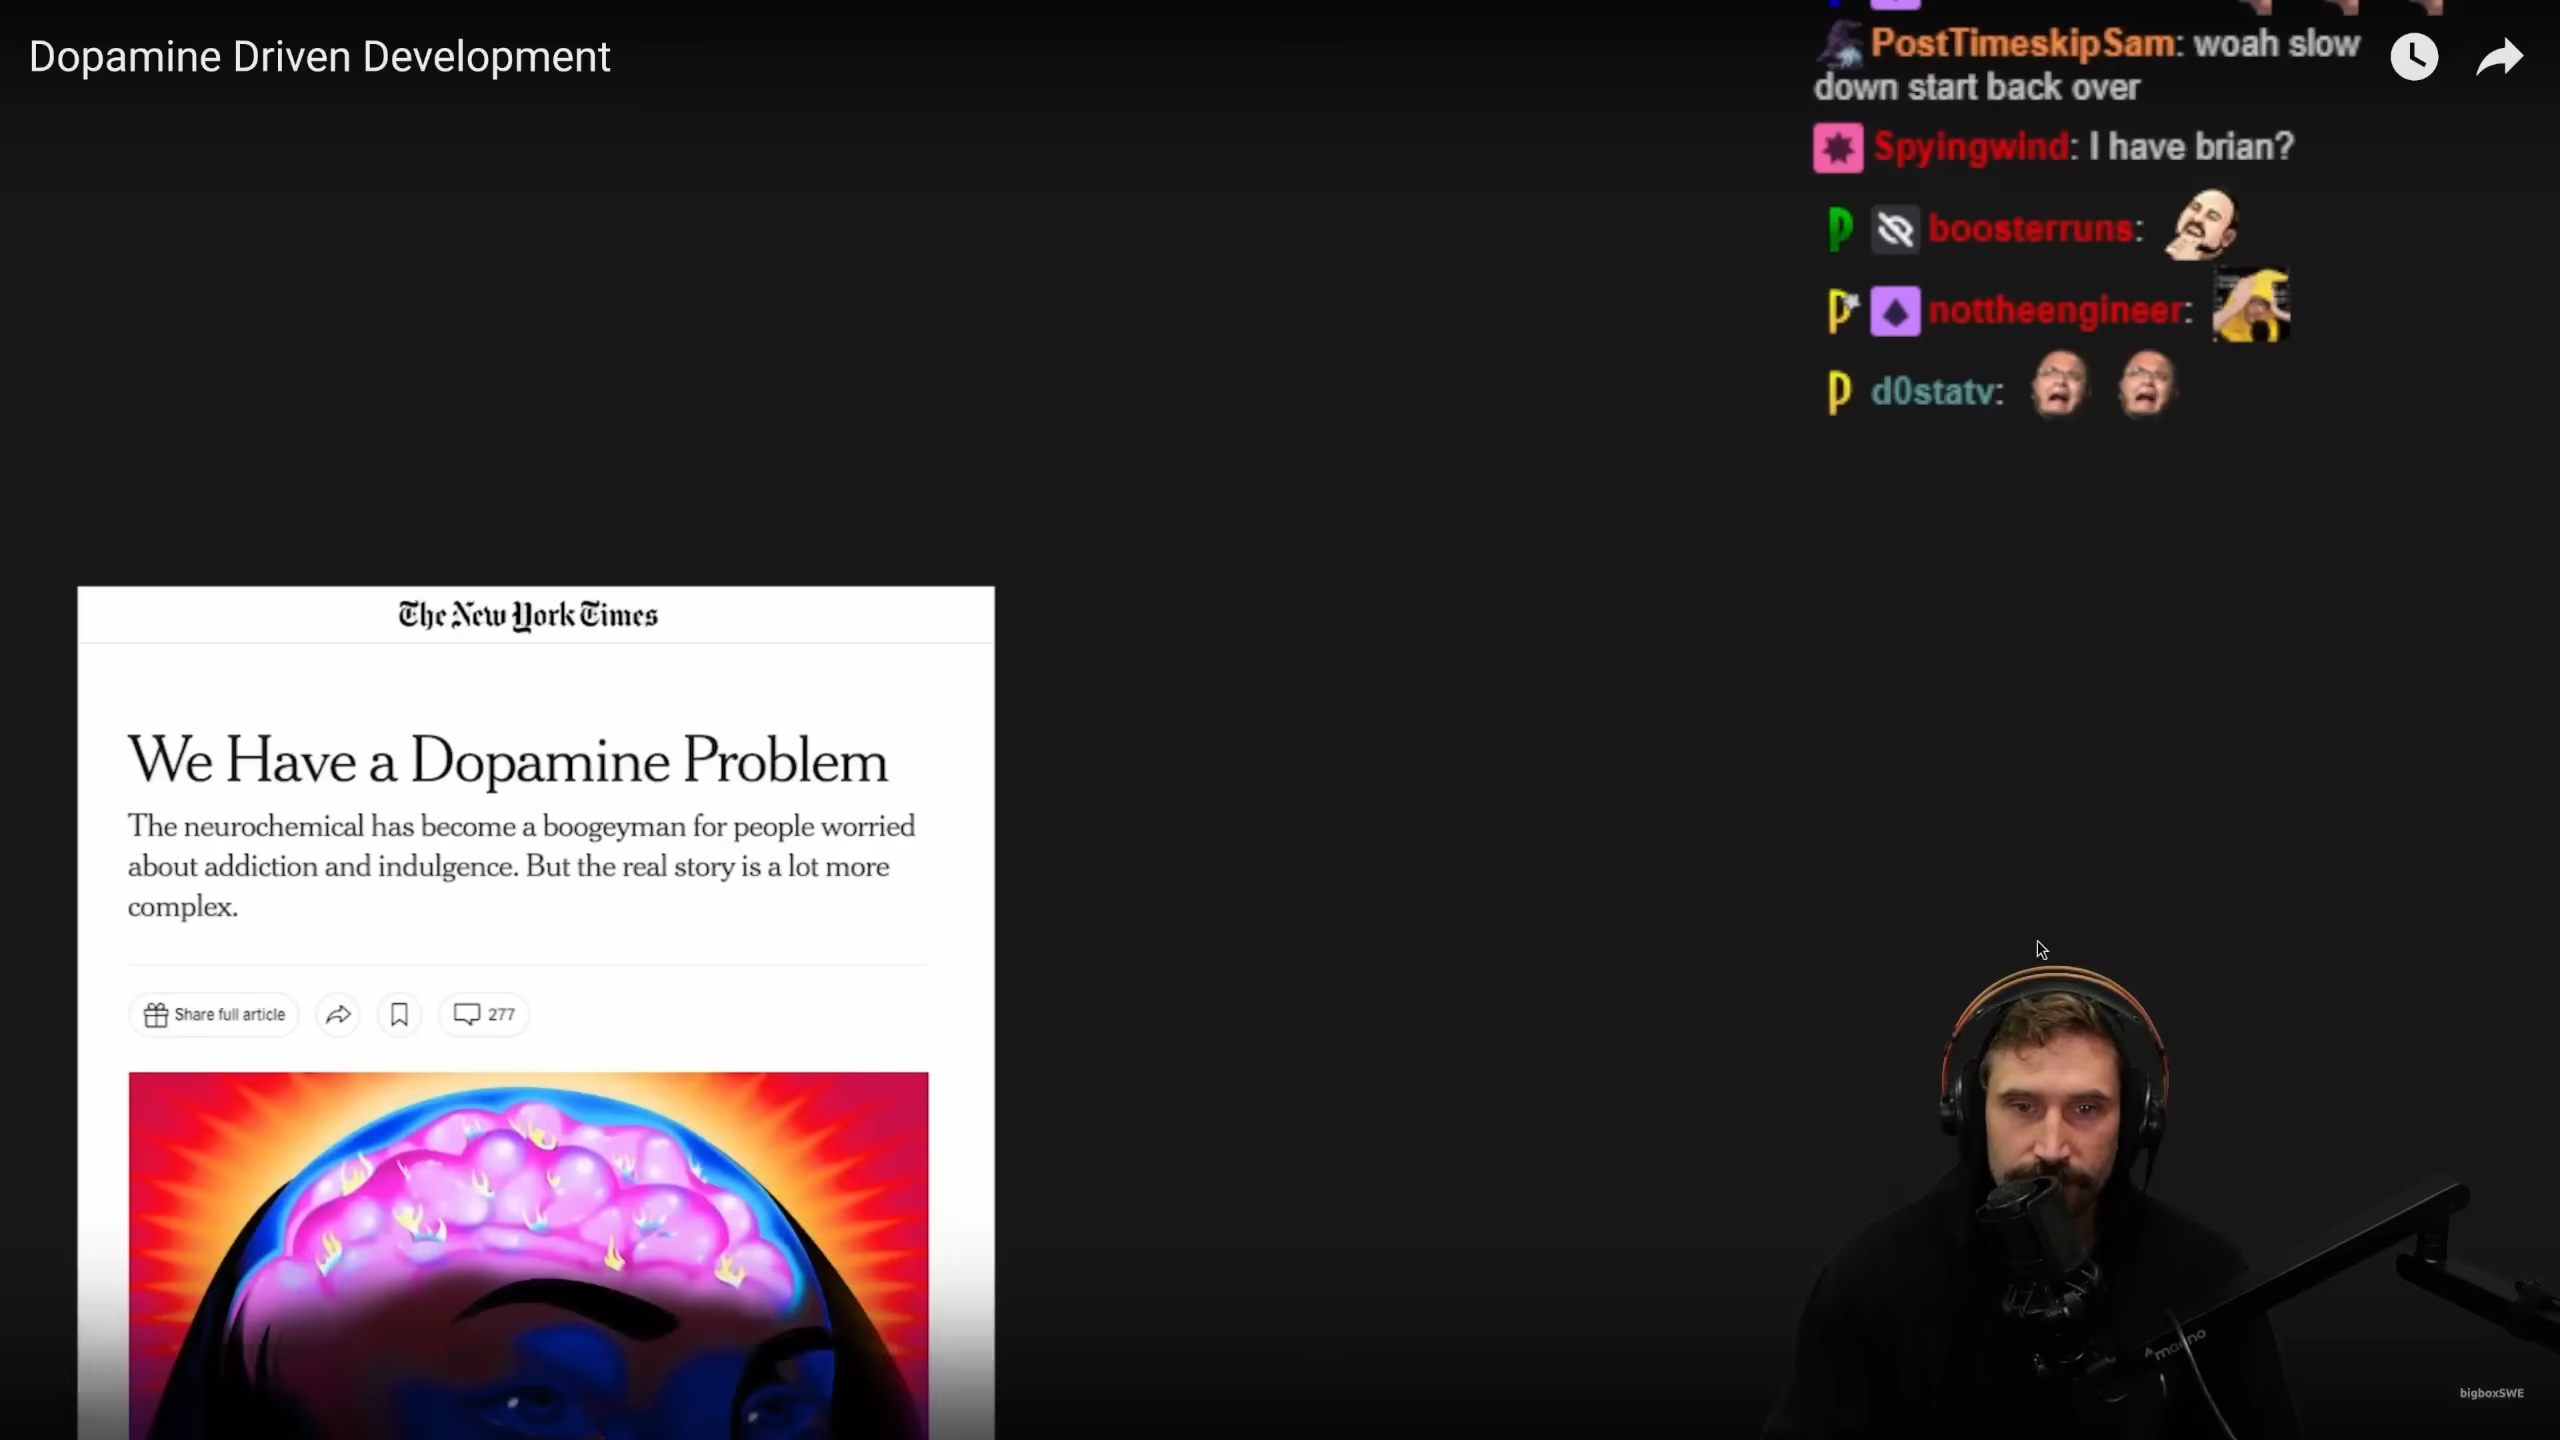 Dopamine Driven Development
PostTimeskipSam: woah slow
down start back over
Spyingwind: I have brian?
boosterruns:
nottheengineer:
d0statv:
The New York Times
We Have a Dopamine Problem
The neurochemical has become a boogeyman for people worried
about addiction and indulgence. But the real story is a lot more
complex.
Share full article
277
bigboxSWE